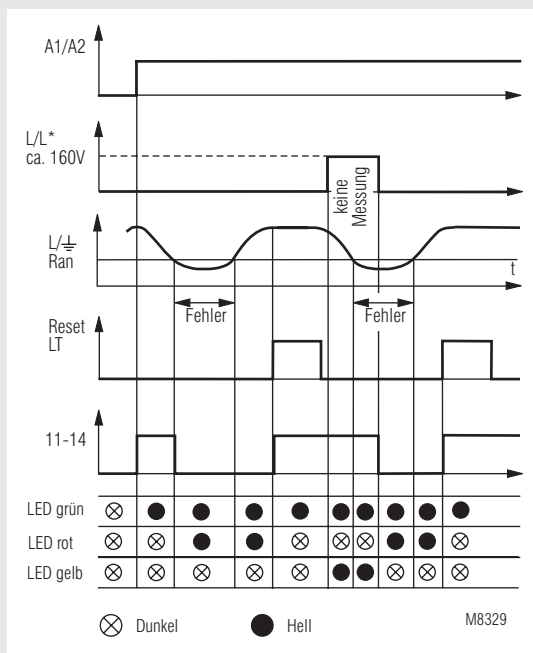 A1/A2
L/L*
ca. 160V
keine
Messung
L/⏚
Ran
t
Fehler
Fehler
Reset
LT
11-14
LED grün
LED rot
LED gelb
Dunkel
Hell
M8329